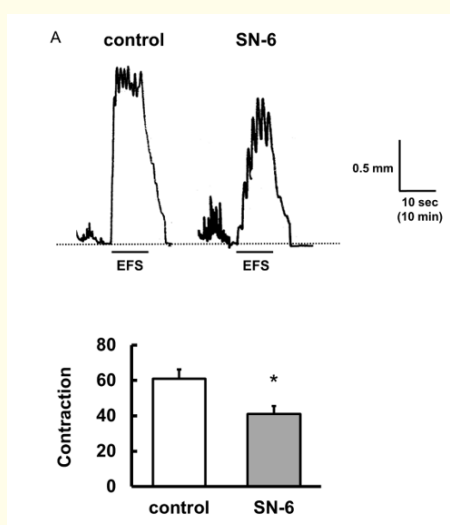 A
control
SN-6
0.5 mm
10 sec
(10 min)
EFS
EFS
80
60
40
20
0
Contraction
*
control
SN-6